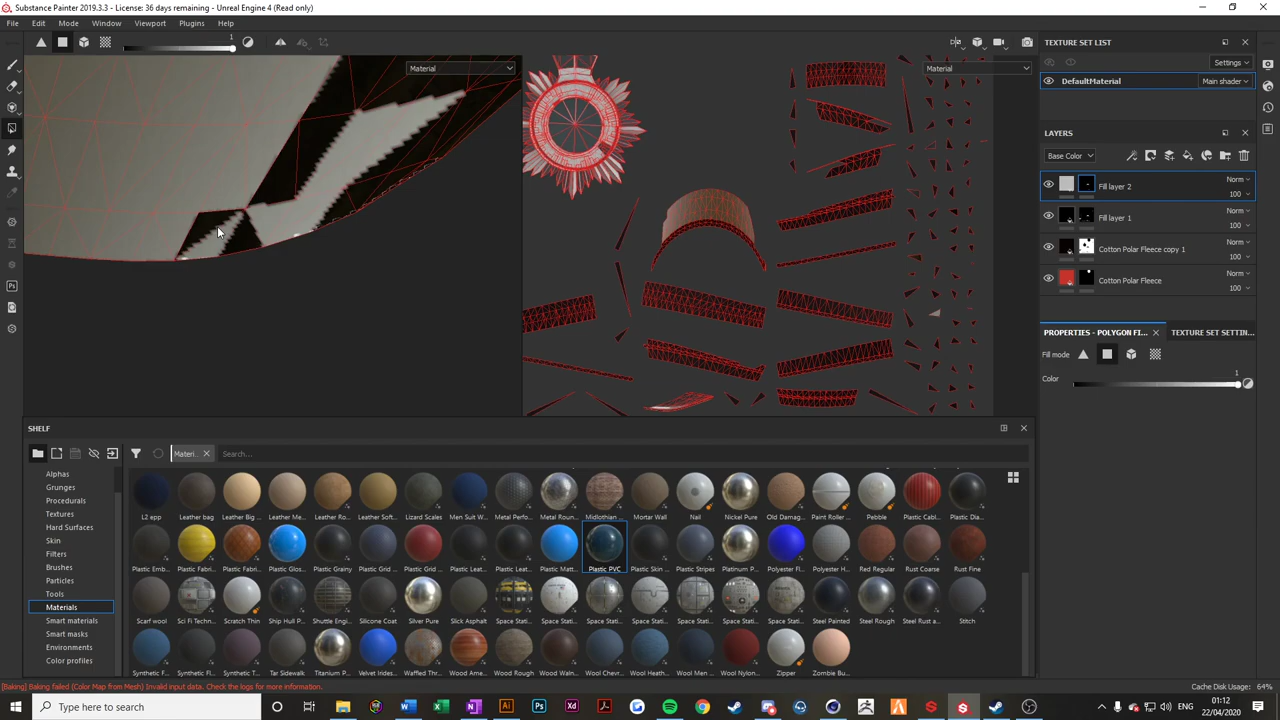 Substance Painter 2019.3.3 - License: 36 days remaining - Unreal Engine 4 (Read only)
File Edit Mode Window Viewport Plugins Help
1
Material
Material
TEXTURE SET LIST
Settings
DefaultMaterial Main shader
LAYERS
Base Color
Fill layer 2 Norm 100
Fill layer 1 Norm 100
Cotton Polar Fleece copy 1 Norm 100
Cotton Polar Fleece Norm 100
PROPERTIES - POLYGON FI... TEXTURE SET SETTIN...
Fill mode
Color 1
SHELF
Materi.. Search...
Alphas
Grunges
Procedurals
Textures
Hard Surfaces
Skin
Filters
Brushes
Particles
Tools
Materials
Smart materials
Smart masks
Environments
Color profiles
L2 epp Leather bag Leather Big ... Leather Me... Leather Ro... Leather Soft... Lizard Scales Men Suit W... Metal Perfo... Metal Roun... Midlothian ... Mortar Wall Nail Nickel Pure Old Damag... Paint Roller ... Pebble Plastic Cabl... Plastic Dia...
Plastic Emb... Plastic Fabri... Plastic Fabri... Plastic Glos... Plastic Grainy Plastic Grid ... Plastic Grid ... Plastic Leat... Plastic Leat... Plastic Matt... Plastic PVC Plastic Skin ... Plastic Stripes Platinum P... Polyester Fl... Polyester H... Red Regular Rust Coarse Rust Fine
Scarf wool Sci Fi Techn... Scratch Thin Ship Hull P... Shuttle Engi... Silicone Coat Silver Pure Slick Asphalt Space Stati... Space Stati... Space Stati... Space Stati... Space Stati... Space Stati... Space Stati... Steel Painted Steel Rough Steel Rust a... Stitch
Synthetic F... Synthetic Fl... Synthetic T... Tar Sidewalk Titanium P... Velvet Irides... Waffled Thr... Wood Ame... Wood Rough Wood Waln... Wool Chevr... Wool Heath... Wool Men ... Wool Nylon... Zipper Zombie Bu...
[Baking] Baking failed (Color Map from Mesh) Invalid input data. Check the logs for more information. Cache Disk Usage: 64%
Type here to search ENG 01:12
22/04/2020